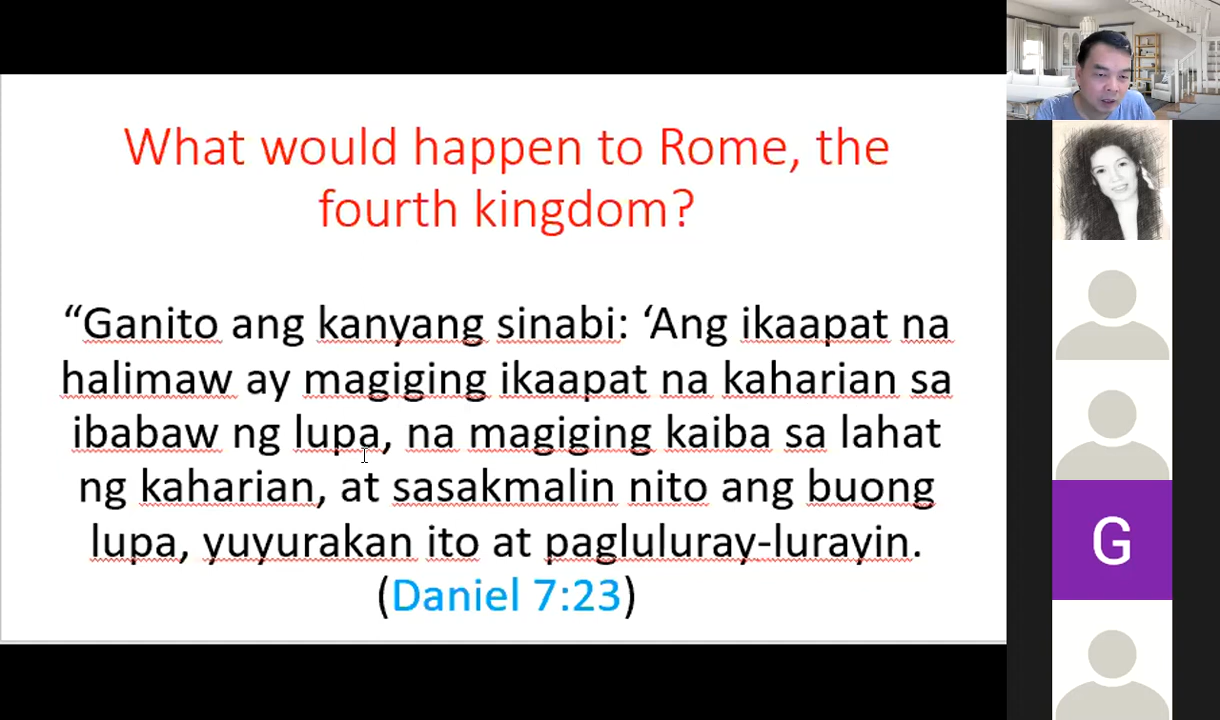 What would happen to Rome, the
fourth kingdom?
“Ganito ang kanyang sinabi: ‘Ang ikaapat na
halimaw ay magiging ikaapat na kaharian sa
ibabaw ng lupa, na magiging kaiba sa lahat
ng kaharian, at sasakmalin nito ang buong
lupa, yuyurakan ito at pagluluray-lurayin.
(Daniel 7:23)
G